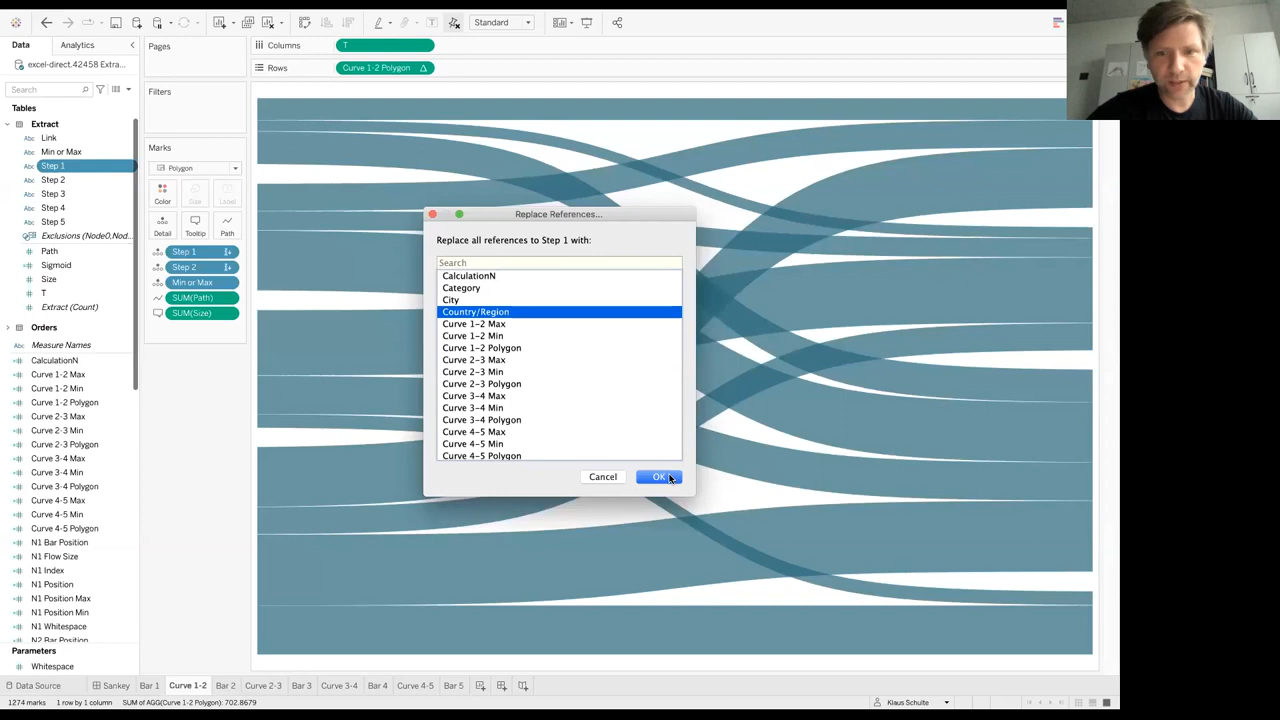 Standard
Data
Analytics
excel-direct.42458 Extra...
Search
Tables
Extract
Abc Link
Abc Min or Max
Abc Step 1
Abc Step 2
Abc Step 3
Abc Step 4
Abc Step 5
Exclusions (Node0,Nod...
Path
Sigmoid
Size
T
Extract (Count)
Orders
Abc Measure Names
CalculationN
Curve 1-2 Max
Curve 1-2 Min
Curve 1-2 Polygon
Curve 2-3 Max
Curve 2-3 Min
Curve 2-3 Polygon
Curve 3-4 Max
Curve 3-4 Min
Curve 3-4 Polygon
Curve 4-5 Max
Curve 4-5 Min
Curve 4-5 Polygon
N1 Bar Position
N1 Flow Size
N1 Index
N1 Position
N1 Position Max
N1 Position Min
N1 Whitespace
N2 Bar Position
Parameters
Whitespace
Pages
Filters
Marks
Polygon
Color
Size
Label
Detail
Tooltip
Path
Step 1
Step 2
Min or Max
SUM(Path)
SUM(Size)
Columns
T
Rows
Curve 1-2 Polygon
Replace References...
Replace all references to Step 1 with:
Search
CalculationN
Category
City
Country/Region
Curve 1-2 Max
Curve 1-2 Min
Curve 1-2 Polygon
Curve 2-3 Max
Curve 2-3 Min
Curve 2-3 Polygon
Curve 3-4 Max
Curve 3-4 Min
Curve 3-4 Polygon
Curve 4-5 Max
Curve 4-5 Min
Curve 4-5 Polygon
Cancel
OK
Data Source
Sankey
Bar 1
Curve 1-2
Bar 2
Curve 2-3
Bar 3
Curve 3-4
Bar 4
Curve 4-5
Bar 5
1274 marks
1 row by 1 column
SUM of AGG(Curve 1-2 Polygon): 702.8679
Klaus Schulte